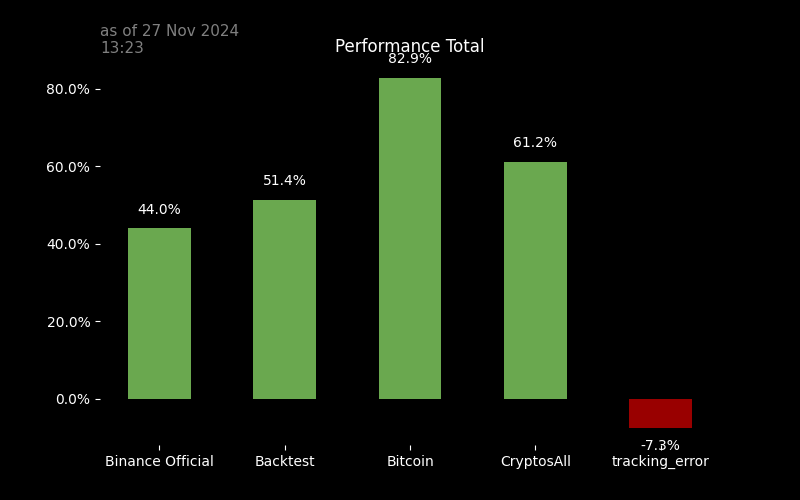 as of 27 Nov 2024
13:23
Performance Total
82.9%
80.0%
61.2%
60.0%
51.4%
44.0%
40.0%
20.0%
0.0%
-7.3%
Binance Official
Backtest
Bitcoin
CryptosAll
tracking_error